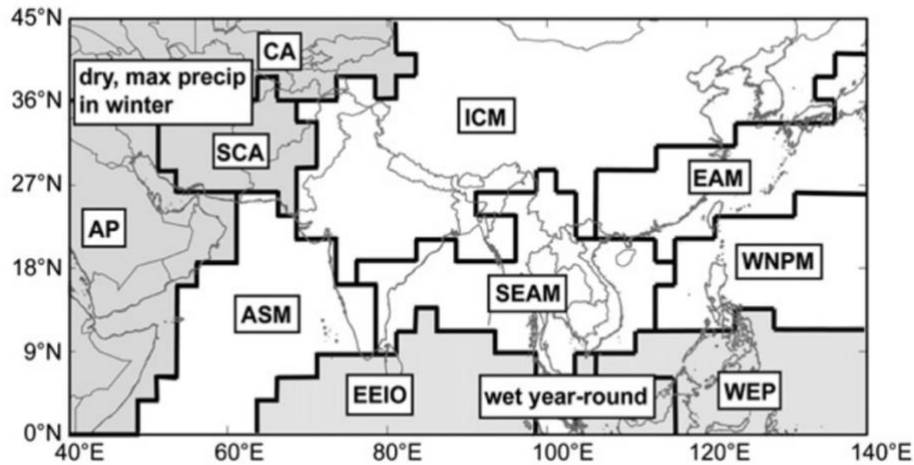 45°N
CA
dry, max precip
in winter
36°N
ICM
SCA
27°N
EAM
AP
18°N
WNPM
SEAM
ASM
9°N
EEIO
wet year-round
WEP
0°N
40°E
60°E
80°E
100°E
120°E
140°E